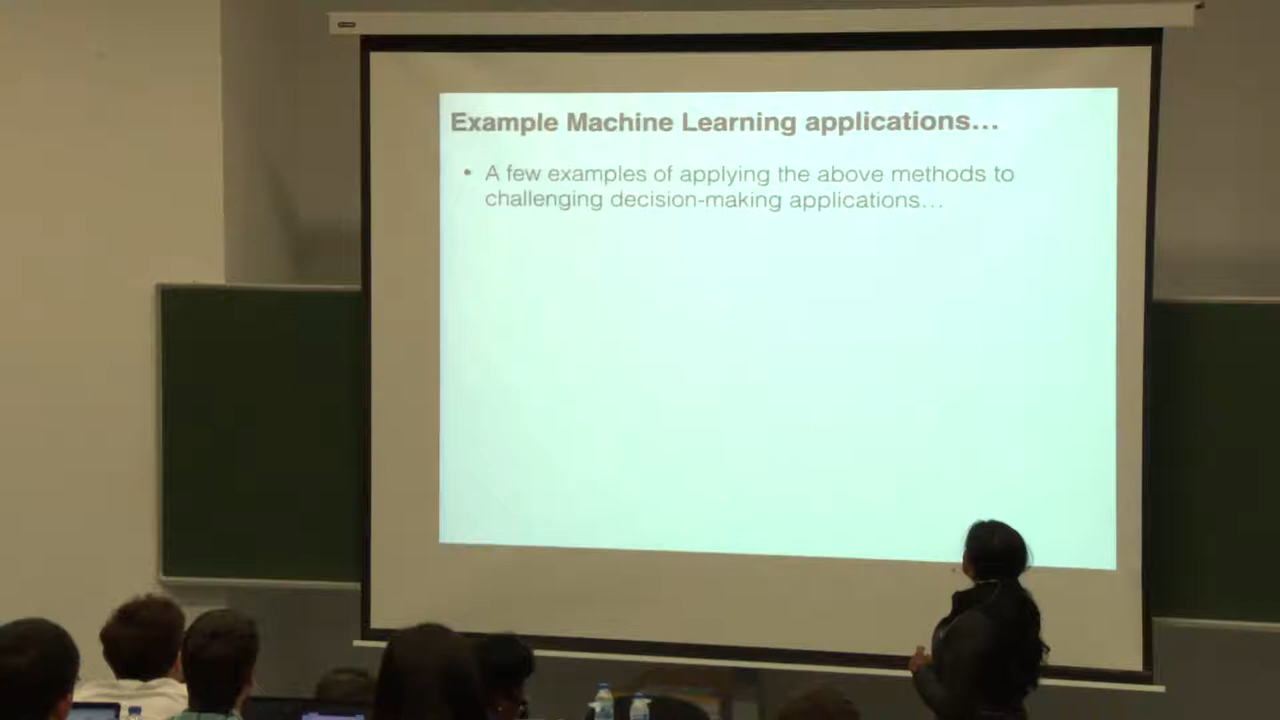 Example Machine Learning applications...
• A few examples of applying the above methods to
challenging decision-making applications...